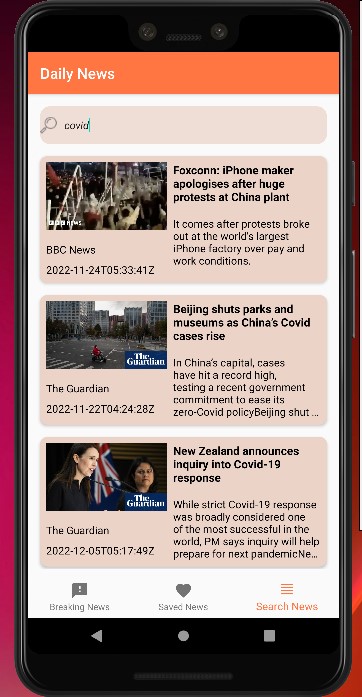 Daily News
covid
BBC NEWS
Foxconn: iPhone maker
apologises after huge
protests at China plant
It comes after protests broke
out at the world's largest
iPhone factory over pay and
work conditions.
BBC News
2022-11-24T05:33:41Z
The
Guardian
Beijing shuts parks and
museums as China's Covid
cases rise
In China's capital, cases
have hit a record high,
testing a recent government
commitment to ease its
zero-Covid policyBeijing shut ...
The Guardian
2022-11-22T04:24:28Z
The
Guardian
New Zealand announces
inquiry into Covid-19
response
While strict Covid-19 response
was broadly considered one
of the most successful in the
world, PM says inquiry will help
prepare for next pandemicNe...
The Guardian
2022-12-05T05:17:49Z
Breaking News
Saved News
Search News